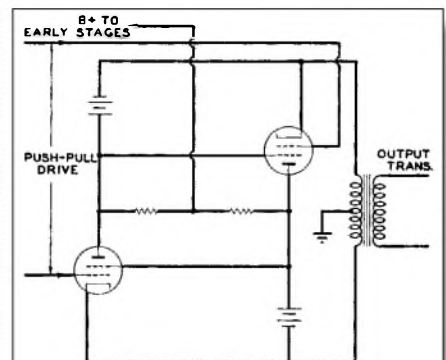 B+ TO
EARLY STAGES
PUSH-PULL
DRIVE
OUTPUT
TRANS.